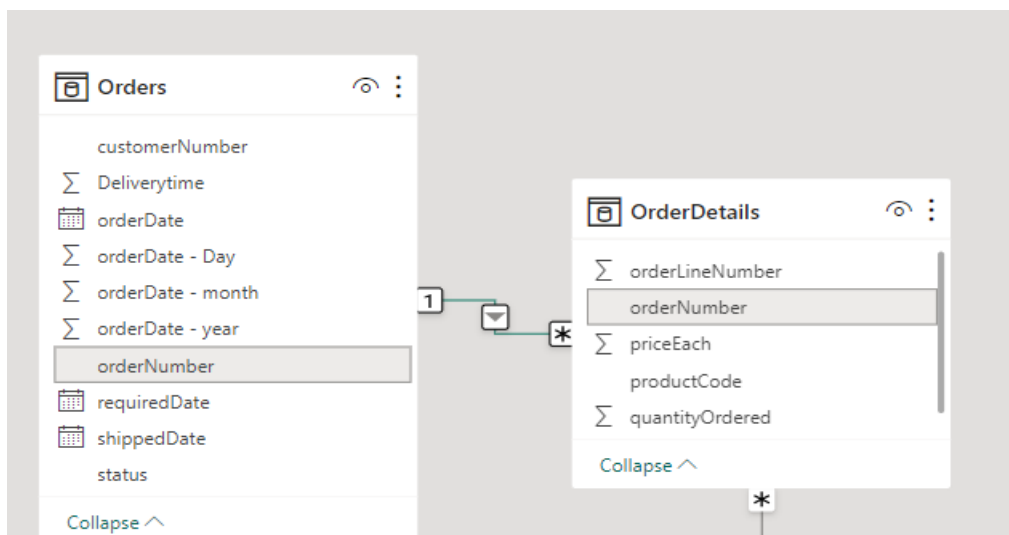 Orders
customerNumber
Deliverytime
orderDate
orderDate - Day
orderDate - month
orderDate - year
orderNumber
requiredDate
shippedDate
status
Collapse
1
*
OrderDetails
orderLineNumber
orderNumber
priceEach
productCode
quantityOrdered
Collapse
*